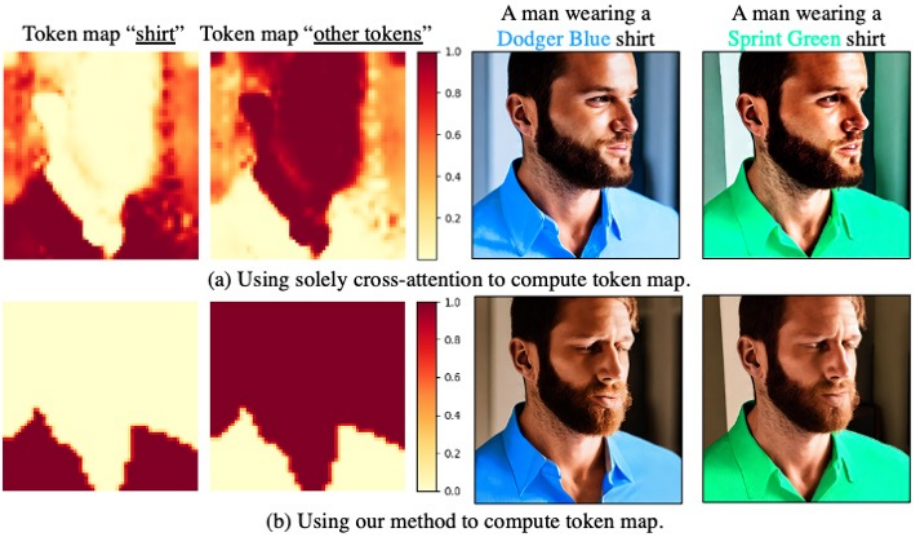 Token map “shirt” Token map “other tokens”
A man wearing a
Dodger Blue shirt
A man wearing a
Sprint Green shirt
1.0
0.8
0.6
0.4
0.2
(a) Using solely cross-attention to compute token map.
1.0
0.8
0.6
0.4
0.2
0.0
(b) Using our method to compute token map.